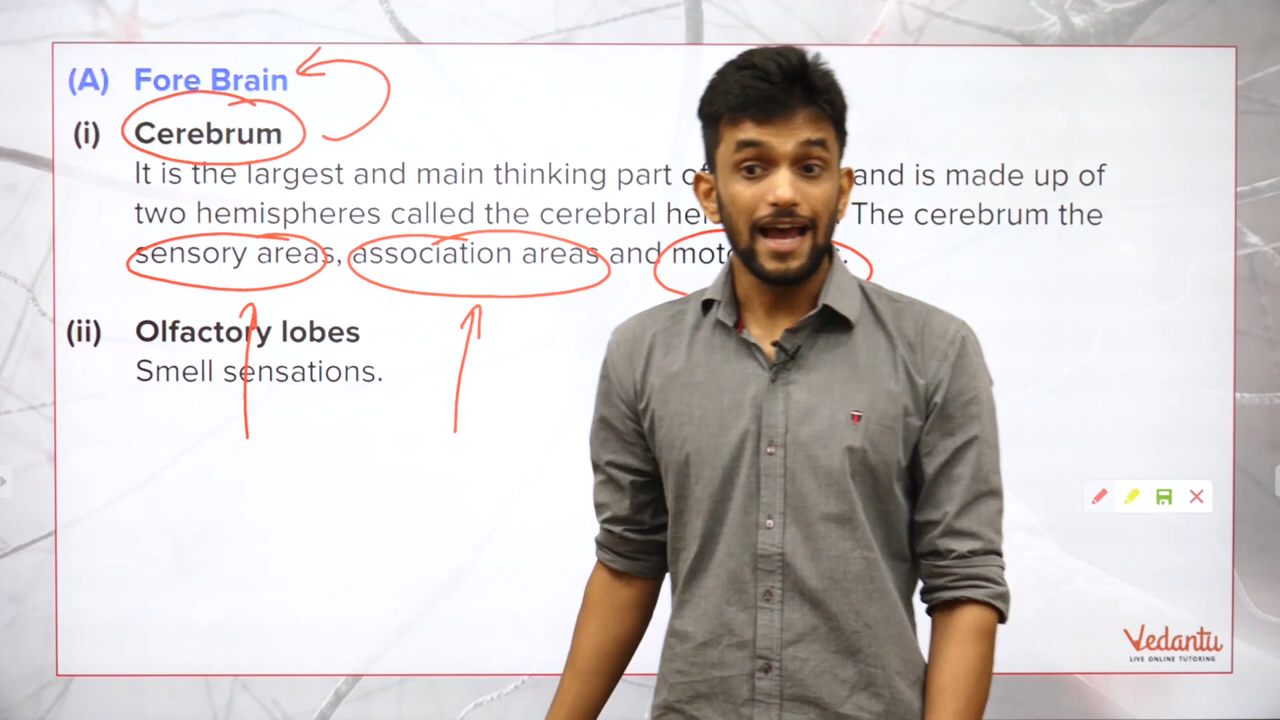 (A) Fore Brain
(i) Cerebrum
It is the largest and main thinking part and is made up of
two hemispheres called the cerebral The cerebrum the
sensory areas, association areas and
(ii) Olfactory lobes
Smell sensations.
Vedantu
LIVE ONLINE TUTORING